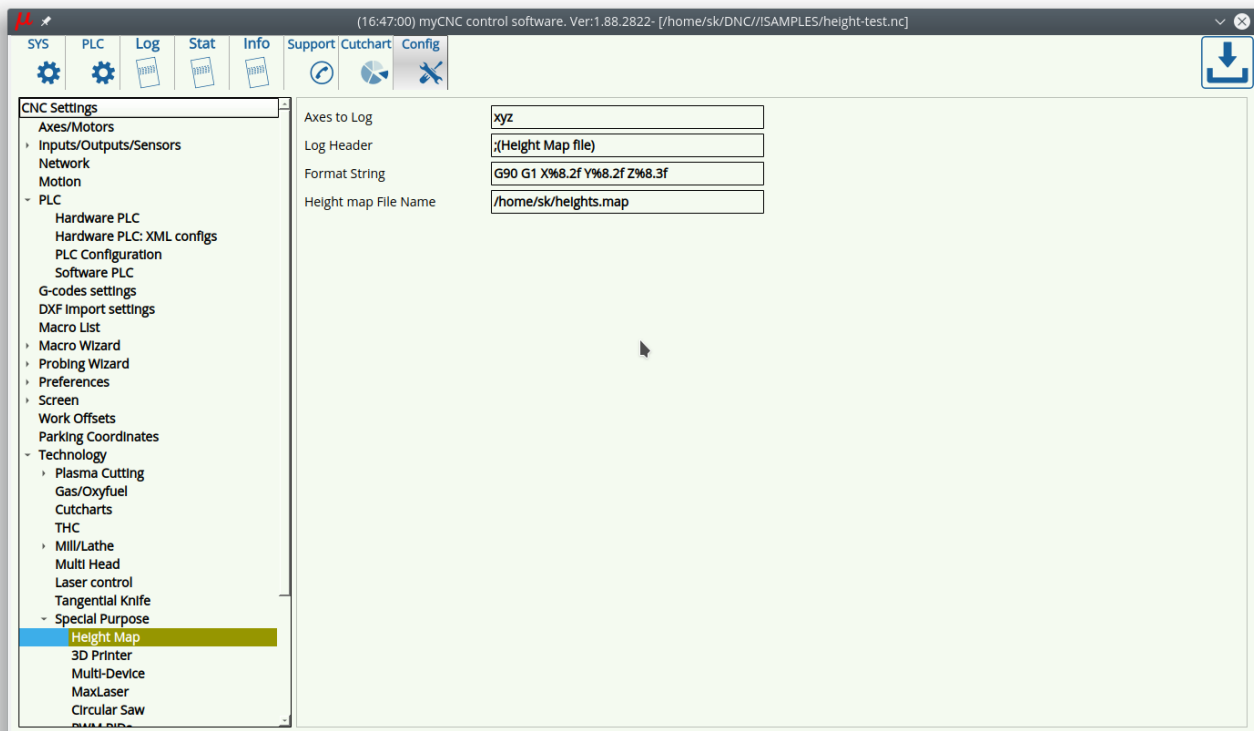 (16:47:00) myCNC control software. Ver:1.88.2822- [/home/sk/DNC//!SAMPLES/height-test.nc]
SYS PLC Log Stat Info Support Cutchart Config
CNC Settings
Axes/Motors
Inputs/Outputs/Sensors
Network
Motion
PLC
Hardware PLC
Hardware PLC: XML configs
PLC Configuration
Software PLC
G-codes settings
DXF import settings
Macro List
Macro Wizard
Probing Wizard
Preferences
Screen
Work Offsets
Parking Coordinates
Technology
Plasma Cutting
Gas/Oxyfuel
Cutcharts
THC
Mill/Lathe
Multi Head
Laser control
Tangential Knife
Special Purpose
Height Map
3D Printer
Multi-Device
MaxLaser
Circular Saw
PWM PIDs
Axes to Log xyz
Log Header ;(Height Map file)
Format String G90 G1 X%8.2f Y%8.2f Z%8.3f
Height map File Name /home/sk/heights.map